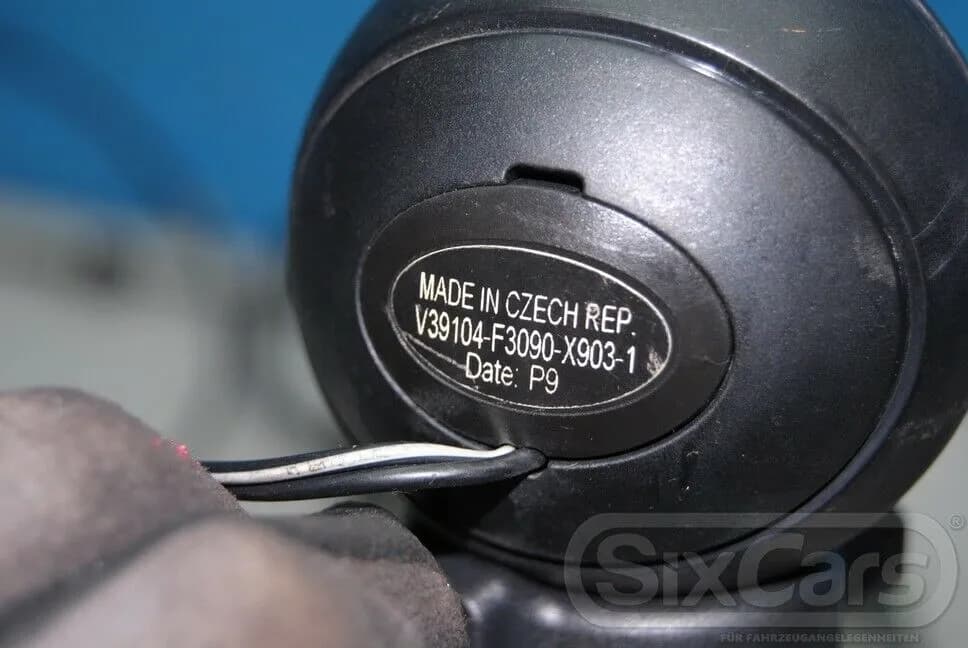 MADE IN CZECH REP.
V39104-F3090-X903-1
Date: P9
SixCars®
FÜR FAHRZEUGANGELEGENHEITEN